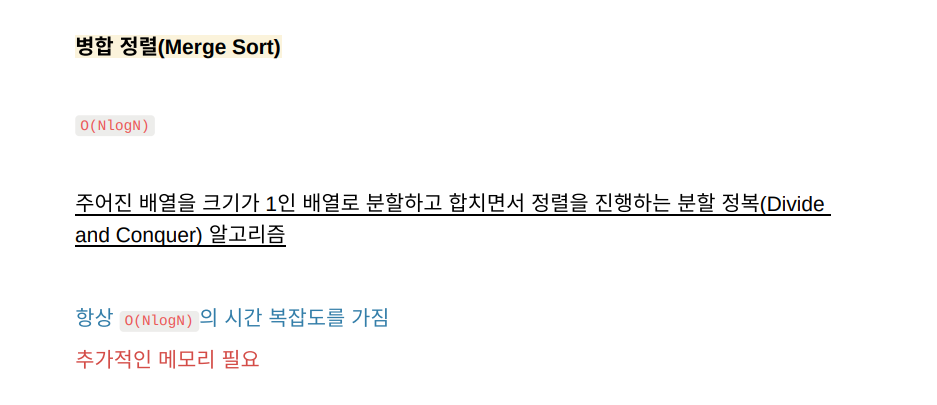 병합 정렬(Merge Sort)
O(NlogN)
주어진 배열을 크기가 1인 배열로 분할하고 합치면서 정렬을 진행하는 분할 정복(Divide
and Conquer) 알고리즘
항상 O(NlogN)의 시간 복잡도를 가짐
추가적인 메모리 필요